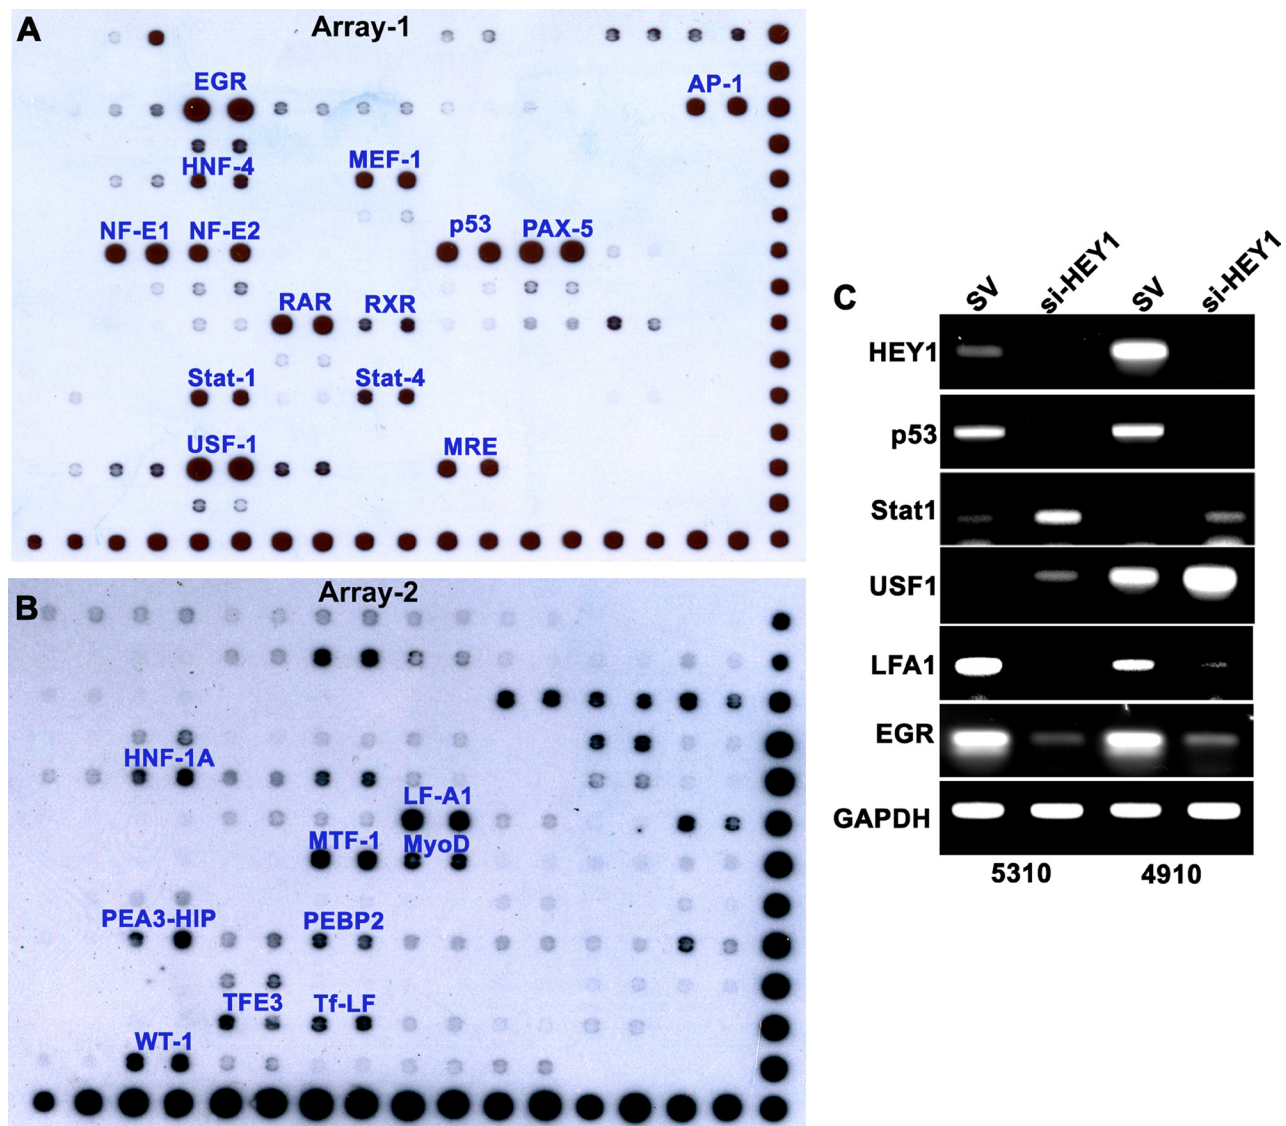 A
Array-1
EGR
AP-1
HNF-4
MEF-1
NF-E1
NF-E2
p53
PAX-5
RAR
RXR
Stat-1
Stat-4
USF-1
MRE
B
Array-2
HNF-1A
LF-A1
MTF-1
MyoD
PEA3-HIP
PEBP2
TFE3
Tf-LF
WT-1
C
SV
si-HEY1
SV
si-HEY1
HEY1
p53
Stat1
USF1
LFA1
EGR
GAPDH
5310
4910